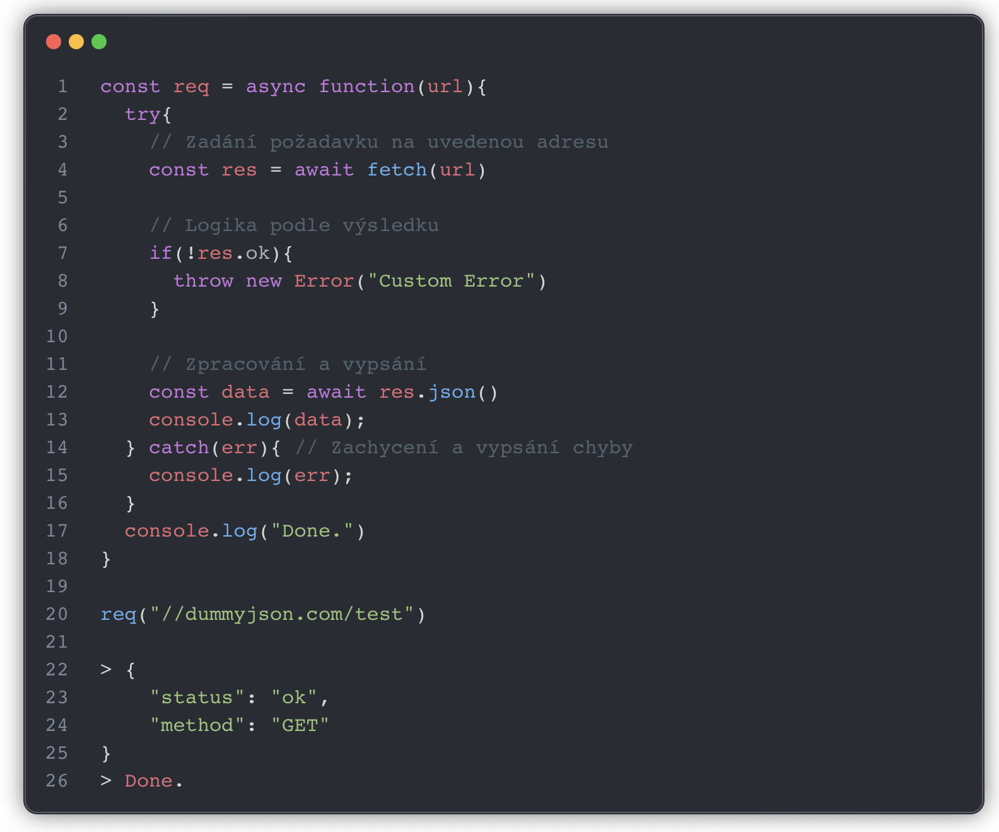 1 const req = async function(url){
2   try{
3     // Zadání požadavku na uvedenou adresu
4     const res = await fetch(url)
5
6     // Logika podle výsledku
7     if(!res.ok){
8       throw new Error("Custom Error")
9     }
10
11     // Zpracování a vypsání
12     const data = await res.json()
13     console.log(data);
14   } catch(err){ // Zachycení a vypsání chyby
15     console.log(err);
16   }
17   console.log("Done.")
18 }
19
20 req("//dummyjson.com/test")
21
22 > {
23     "status": "ok",
24     "method": "GET"
25 }
26 > Done.